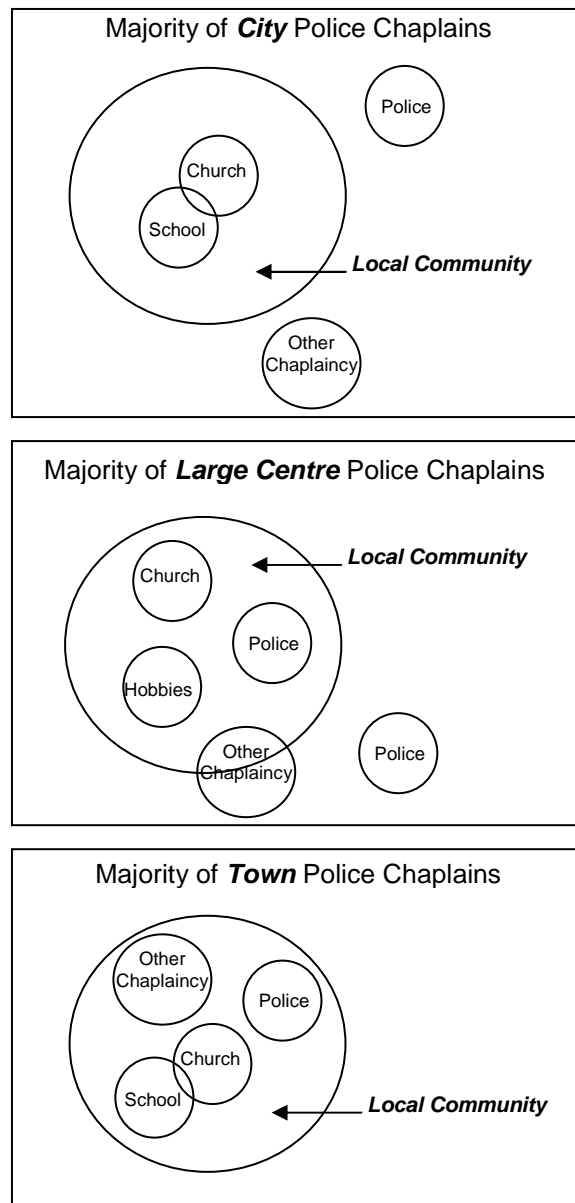 Majority of City Police Chaplains
Police
Church
School
Local Community
Other
Chaplaincy
Majority of Large Centre Police Chaplains
Local Community
Church
Police
Hobbies
Other
Chaplaincy
Police
Majority of Town Police Chaplains
Other
Chaplaincy
Police
Church
School
Local Community